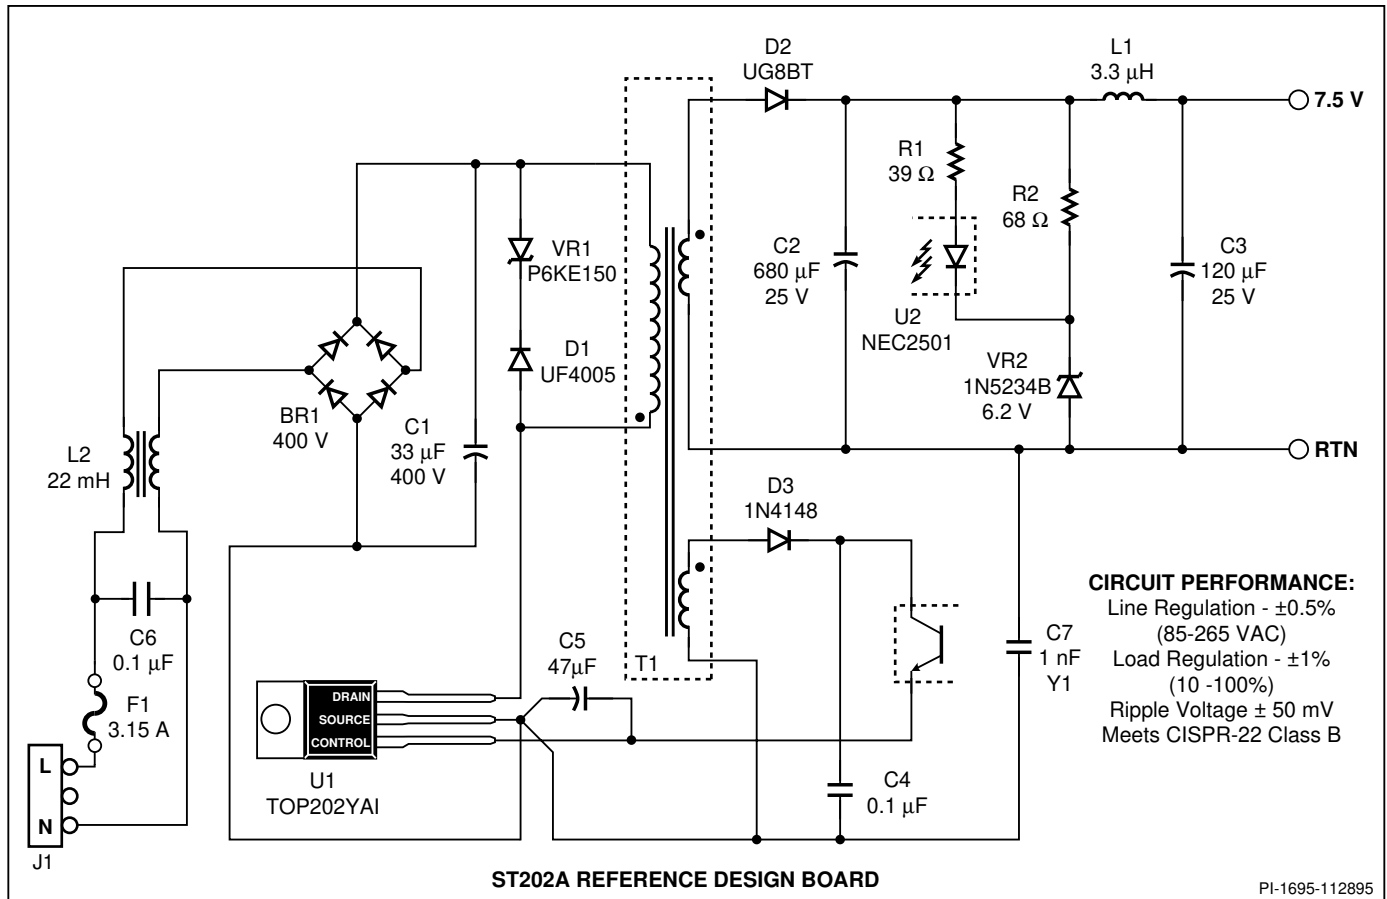 D2
UG8BT
L1
3.3 μH
7.5 V
R1
39 Ω
R2
68 Ω
VR1
P6KE150
C2
680 μF
25 V
C3
120 μF
25 V
U2
NEC2501
D1
UF4005
VR2
1N5234B
6.2 V
BR1
400 V
C1
33 μF
400 V
L2
22 mH
RTN
D3
1N4148
CIRCUIT PERFORMANCE:
Line Regulation - ±0.5%
(85-265 VAC)
Load Regulation - ±1%
(10 -100%)
Ripple Voltage ± 50 mV
Meets CISPR-22 Class B
C6
0.1 μF
C5
47μF
T1
C7
1 nF
Y1
F1
3.15 A
DRAIN
SOURCE
CONTROL
L
N
J1
U1
TOP202YAI
C4
0.1 μF
ST202A REFERENCE DESIGN BOARD
PI-1695-112895